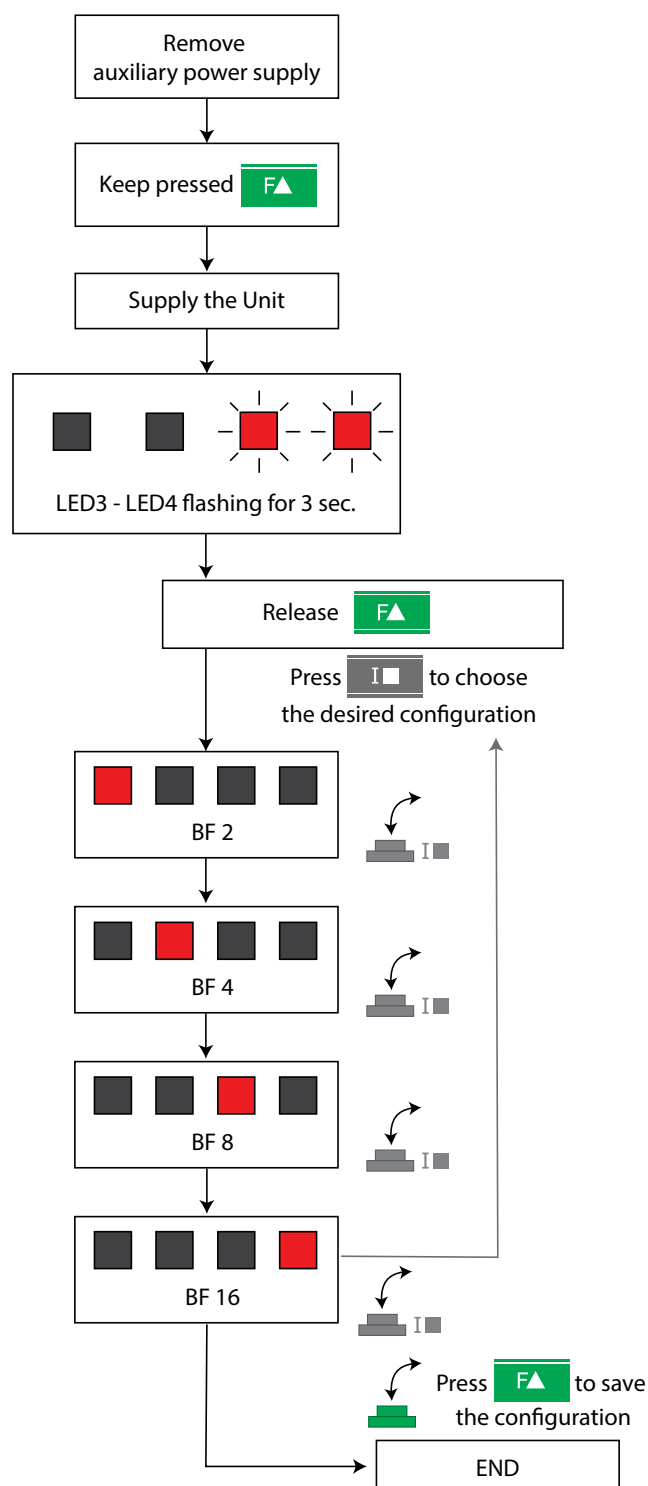 Remove
auxiliary power supply
Keep pressed F▲
Supply the Unit
LED3 - LED4 flashing for 3 sec.
Release F▲
Press I■ to choose
the desired configuration
BF 2
I■
BF 4
I■
BF 8
I■
BF 16
I■
Press F▲ to save
the configuration
END